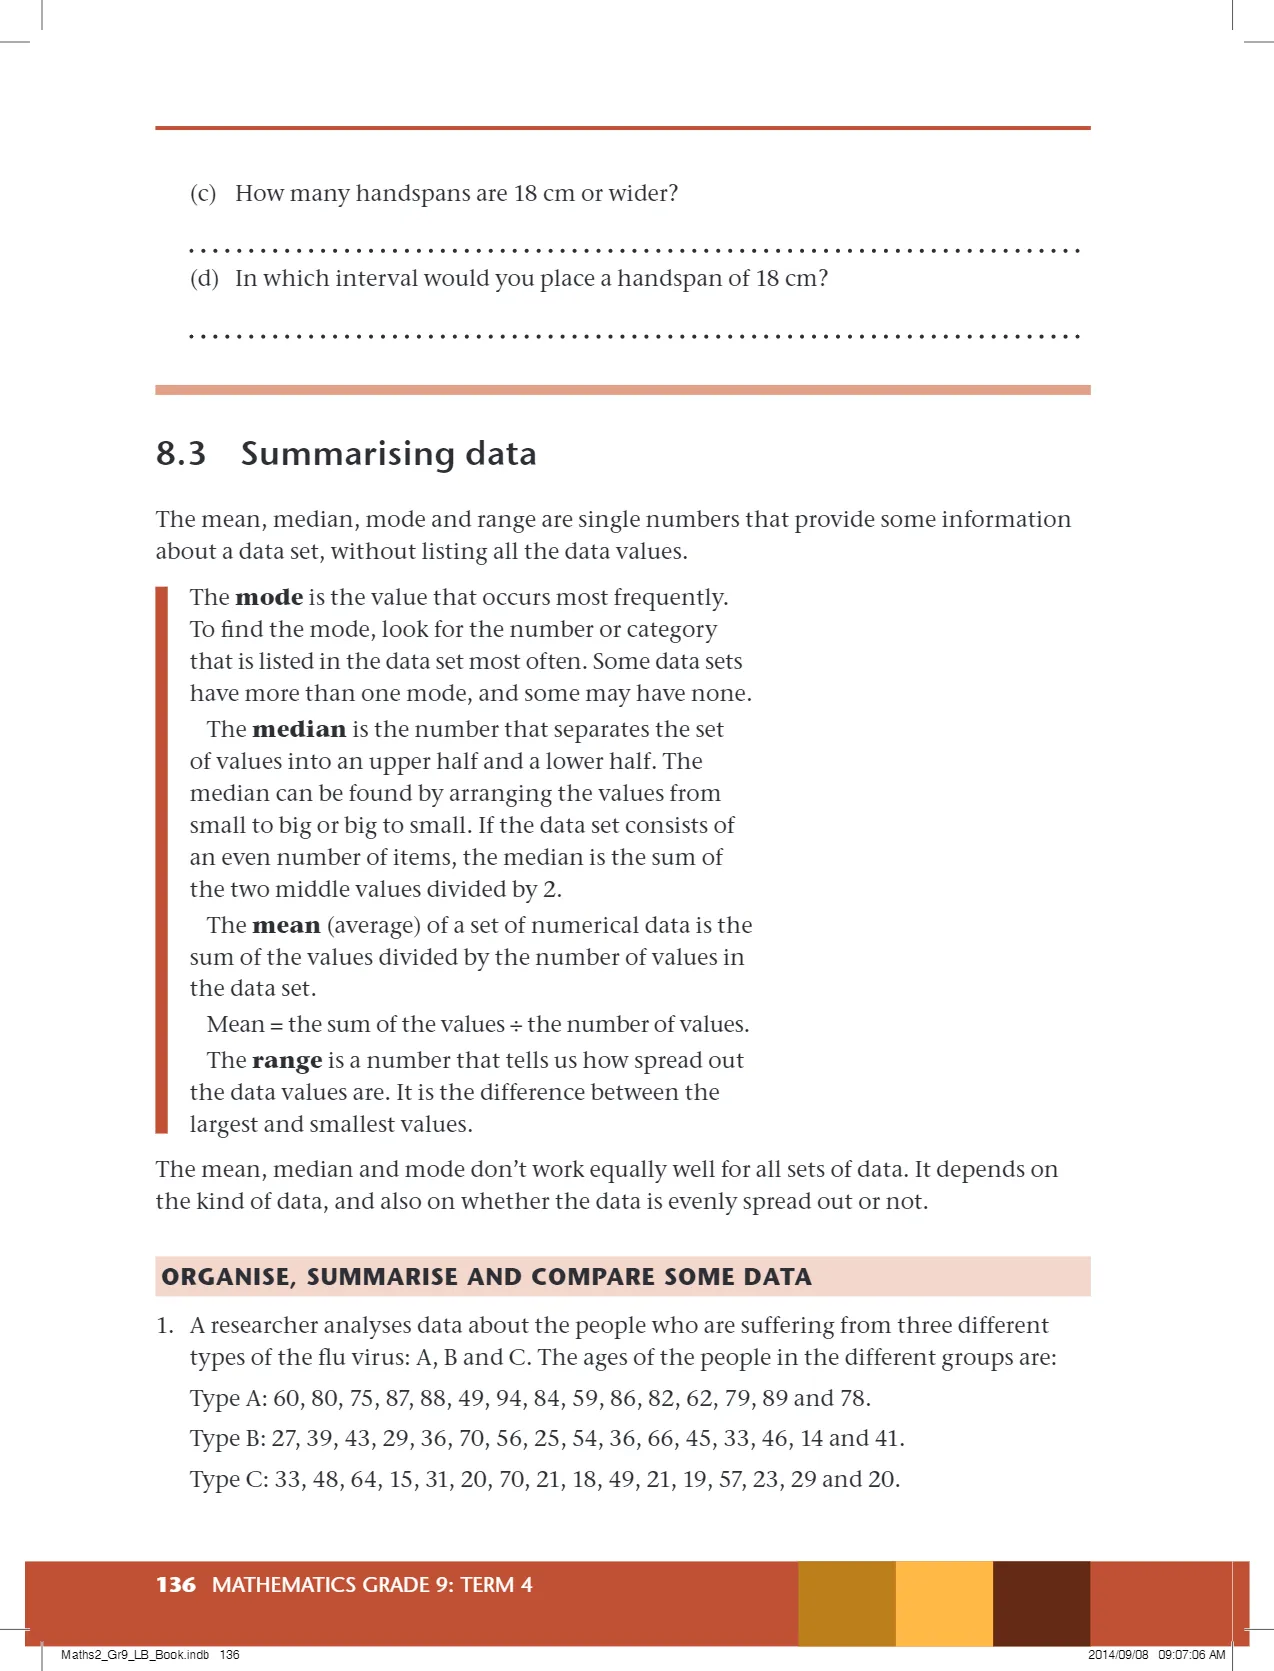 (c) How many handspans are 18 cm or wider?
(d) In which interval would you place a handspan of 18 cm?
8.3 Summarising data
The mean, median, mode and range are single numbers that provide some information
about a data set, without listing all the data values.
The mode is the value that occurs most frequently.
To find the mode, look for the number or category
that is listed in the data set most often. Some data sets
have more than one mode, and some may have none.
The median is the number that separates the set
of values into an upper half and a lower half. The
median can be found by arranging the values from
small to big or big to small. If the data set consists of
an even number of items, the median is the sum of
the two middle values divided by 2.
The mean (average) of a set of numerical data is the
sum of the values divided by the number of values in
the data set.
Mean = the sum of the values ÷ the number of values.
The range is a number that tells us how spread out
the data values are. It is the difference between the
largest and smallest values.
The mean, median and mode don’t work equally well for all sets of data. It depends on
the kind of data, and also on whether the data is evenly spread out or not.
ORGANISE, SUMMARISE AND COMPARE SOME DATA
1. A researcher analyses data about the people who are suffering from three different
types of the flu virus: A, B and C. The ages of the people in the different groups are:
Type A: 60, 80, 75, 87, 88, 49, 94, 84, 59, 86, 82, 62, 79, 89 and 78.
Type B: 27, 39, 43, 29, 36, 70, 56, 25, 54, 36, 66, 45, 33, 46, 14 and 41.
Type C: 33, 48, 64, 15, 31, 20, 70, 21, 18, 49, 21, 19, 57, 23, 29 and 20.
136 MATHEMATICS GRADE 9: TERM 4
Maths2_Gr9_LB_Book.indb 136
2014/09/08 09:07:06 AM